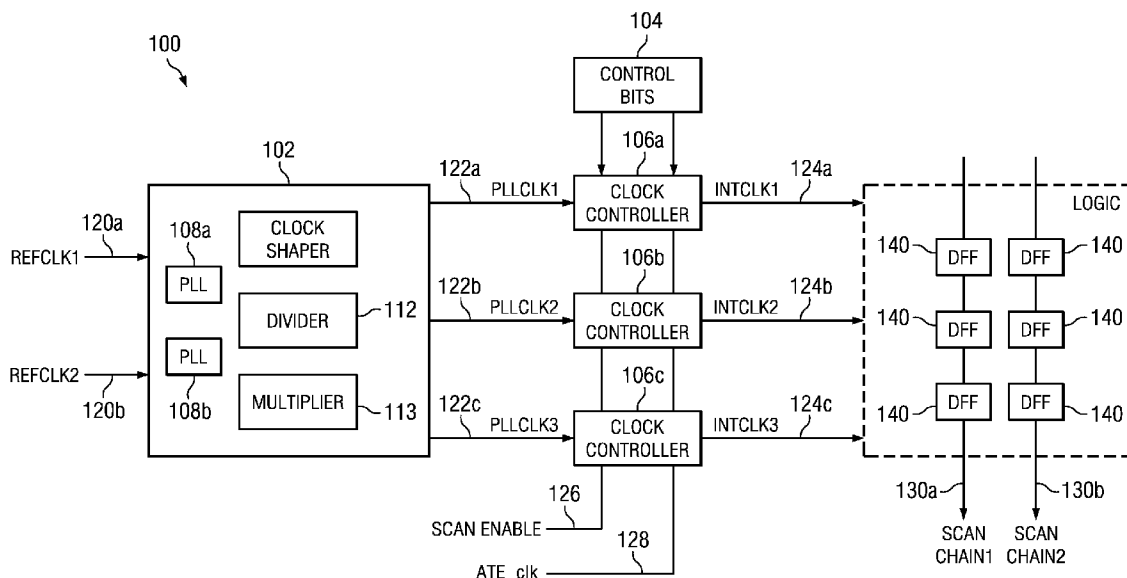 100
104
CONTROL
BITS
102
122a
PLLCLK1
106a
CLOCK
CONTROLLER
INTCLK1
124a
LOGIC
REFCLK1
120a
108a
PLL
CLOCK
SHAPER
140
DFF
DFF
140
106b
122b
PLLCLK2
CLOCK
CONTROLLER
INTCLK2
124b
DIVIDER
112
140
DFF
DFF
140
REFCLK2
120b
PLL
108b
MULTIPLIER
113
106c
122c
PLLCLK3
CLOCK
CONTROLLER
INTCLK3
124c
140
DFF
DFF
140
130a
130b
SCAN ENABLE
126
SCAN
CHAIN1
SCAN
CHAIN2
ATE clk
128